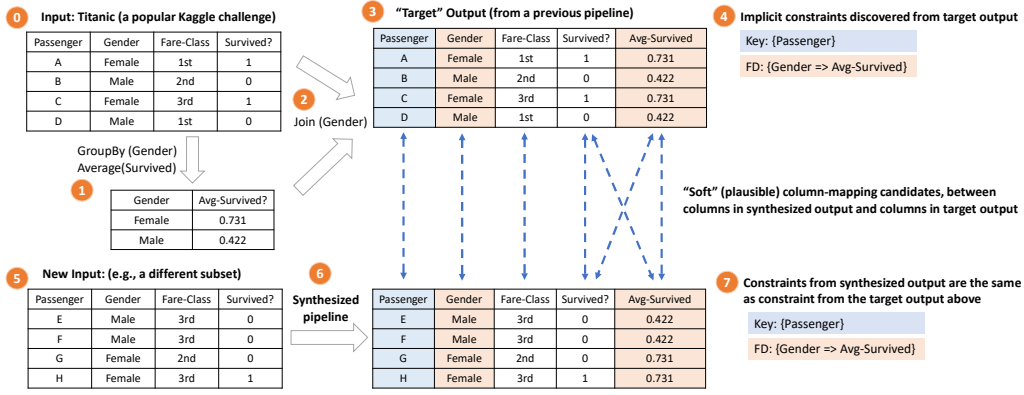 0 Input: Titanic (a popular Kaggle challenge)
Passenger Gender Fare-Class Survived?
A Female 1st 1
B Male 2nd 0
C Female 3rd 1
D Male 1st 0
GroupBy (Gender)
Average(Survived)
1
Gender Avg-Survived?
Female 0.731
Male 0.422
2
Join (Gender)
3 “Target” Output (from a previous pipeline)
Passenger Gender Fare-Class Survived? Avg-Survived
A Female 1st 1 0.731
B Male 2nd 0 0.422
C Female 3rd 1 0.731
D Male 1st 0 0.422
4 Implicit constraints discovered from target output
Key: {Passenger}
FD: {Gender => Avg-Survived}
“Soft” (plausible) column-mapping candidates, between
columns in synthesized output and columns in target output
5 New Input: (e.g., a different subset)
Passenger Gender Fare-Class Survived?
E Male 3rd 0
F Male 3rd 0
G Female 2nd 0
H Female 3rd 1
6
Synthesized
pipeline
Passenger Gender Fare-Class Survived? Avg-Survived
E Male 3rd 0 0.422
F Male 3rd 0 0.422
G Female 2nd 0 0.731
H Female 3rd 1 0.731
7 Constraints from synthesized output are the same
as constraint from the target output above
Key: {Passenger}
FD: {Gender => Avg-Survived}